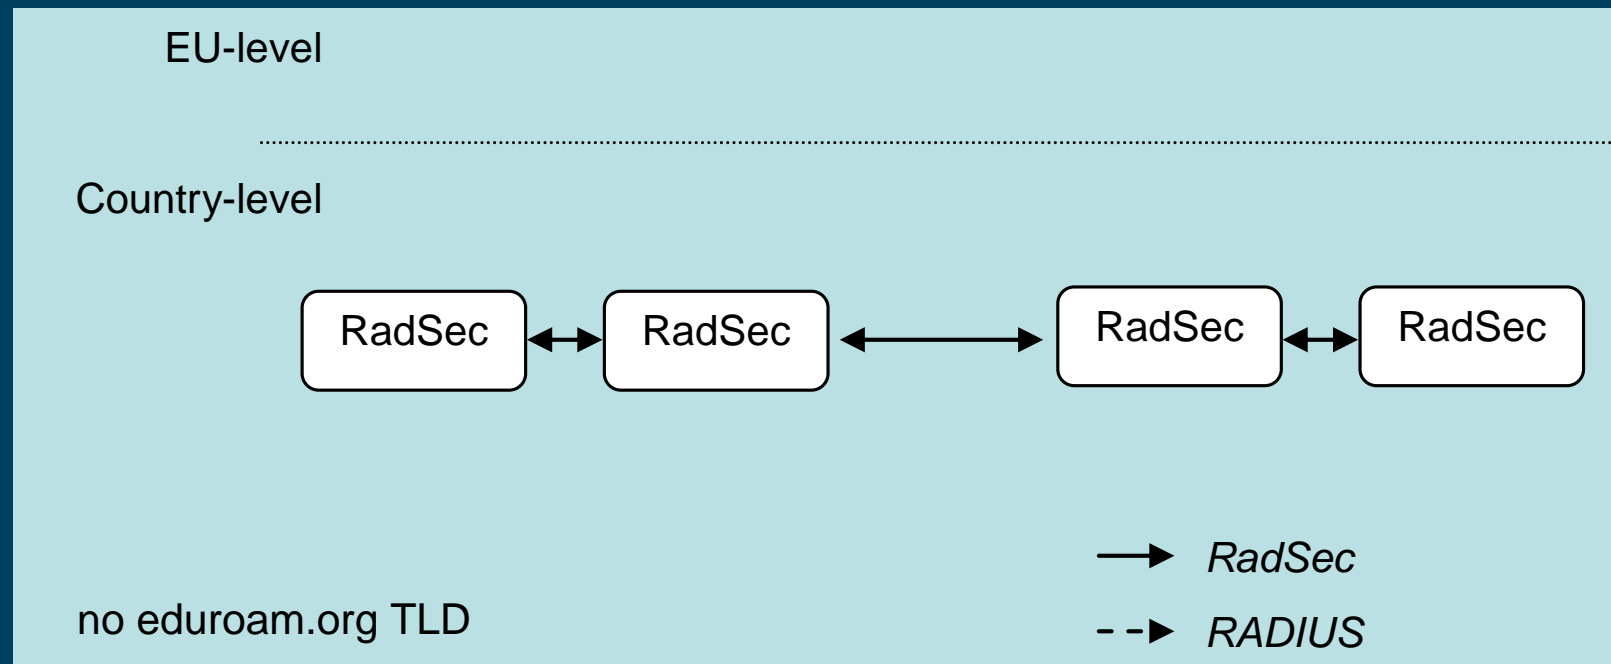 EU-level
Country-level
RadSec RadSec RadSec RadSec
RadSec
no eduroam.org TLD
RADIUS